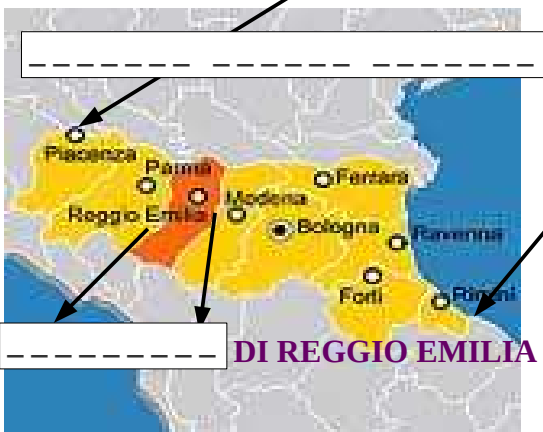 _ _ _ _ _ _ _ _ _ _ _ _ _ _ _ _ _ _ _ _
Piacenza
Parma
Ferrara
Reggio Emilia
Modena
Bologna
Ravenna
Forlì
Rimini
_ _ _ _ _ _ _ _ _ DI REGGIO EMILIA